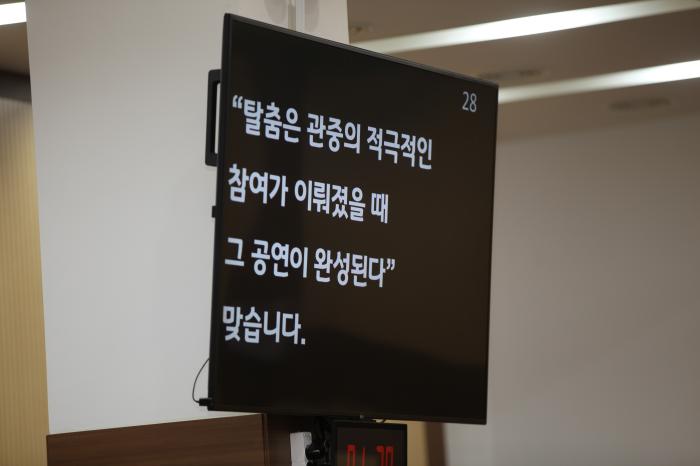 28
“탈춤은 관중의 적극적인
참여가 이뤄졌을 때
그 공연이 완성된다”
맞습니다.